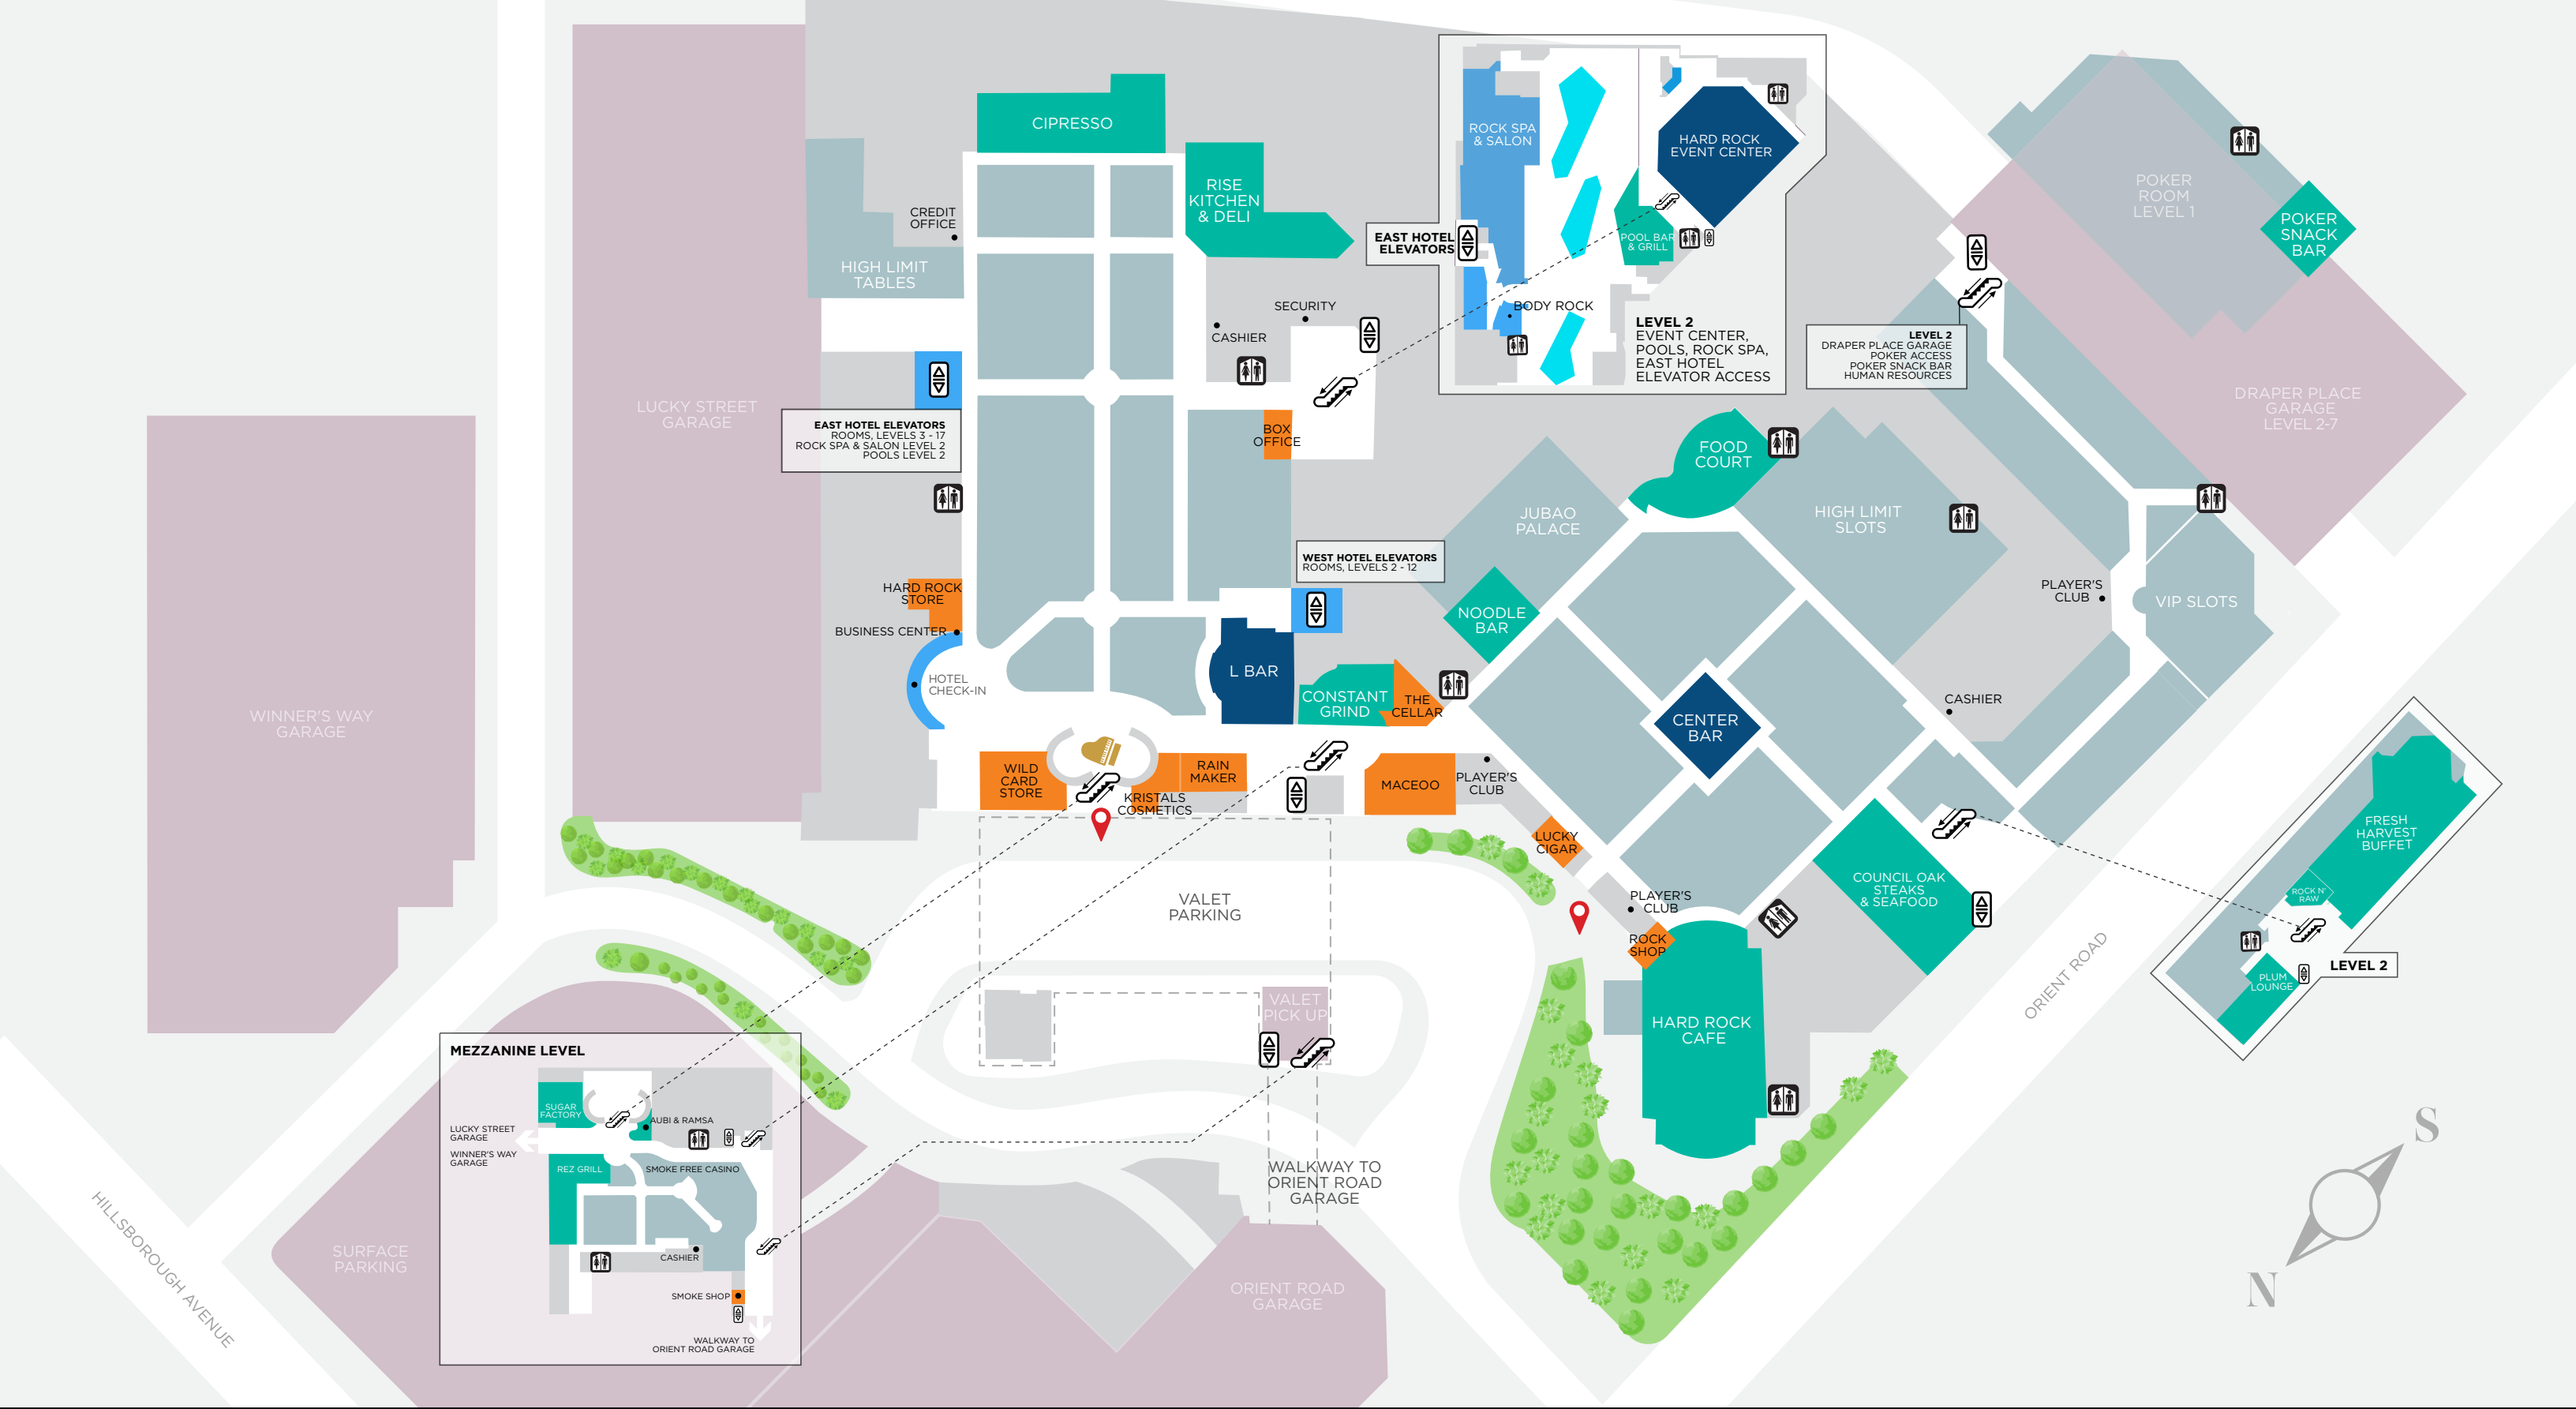 CIPRESSO
RISE
KITCHEN
& DELI
CREDIT
OFFICE
HIGH LIMIT
TABLES
SECURITY
CASHIER
LUCKY STREET
GARAGE
EAST HOTEL ELEVATORS
ROOMS, LEVELS 3 - 17
ROCK SPA & SALON LEVEL 2
POOLS LEVEL 2
BOX
OFFICE
EAST HOTEL
ELEVATORS
ROCK SPA
& SALON
HARD ROCK
EVENT CENTER
POOL BAR
& GRILL
BODY ROCK
LEVEL 2
EVENT CENTER,
POOLS, ROCK SPA,
EAST HOTEL
ELEVATOR ACCESS
POKER
ROOM
LEVEL 1
POKER
SNACK
BAR
LEVEL 2
DRAPER PLACE GARAGE
POKER ACCESS
POKER SNACK BAR
HUMAN RESOURCES
DRAPER PLACE
GARAGE
LEVEL 2-7
FOOD
COURT
JUBAO
PALACE
HIGH LIMIT
SLOTS
WEST HOTEL ELEVATORS
ROOMS, LEVELS 2 - 12
NOODLE
BAR
PLAYER'S
CLUB
VIP SLOTS
HARD ROCK
STORE
BUSINESS CENTER
HOTEL
CHECK-IN
L BAR
CONSTANT
GRIND
THE
CELLAR
CENTER
BAR
CASHIER
WINNER'S WAY
GARAGE
WILD
CARD
STORE
RAIN
MAKER
KRISTALS
COSMETICS
MACEOO
PLAYER'S
CLUB
LUCKY
CIGAR
COUNCIL OAK
STEAKS
& SEAFOOD
PLAYER'S
CLUB
ROCK
SHOP
HARD ROCK
CAFE
FRESH
HARVEST
BUFFET
ROCK N'
RAW
PLUM
LOUNGE
LEVEL 2
ORIENT ROAD
VALET
PARKING
VALET
PICK UP
WALKWAY TO
ORIENT ROAD
GARAGE
ORIENT ROAD
GARAGE
MEZZANINE LEVEL
SUGAR
FACTORY
AUBI & RAMSA
LUCKY STREET
GARAGE
WINNER'S WAY
GARAGE
REZ GRILL
SMOKE FREE CASINO
CASHIER
SMOKE SHOP
WALKWAY TO
ORIENT ROAD GARAGE
SURFACE
PARKING
HILLSBOROUGH AVENUE
S
N